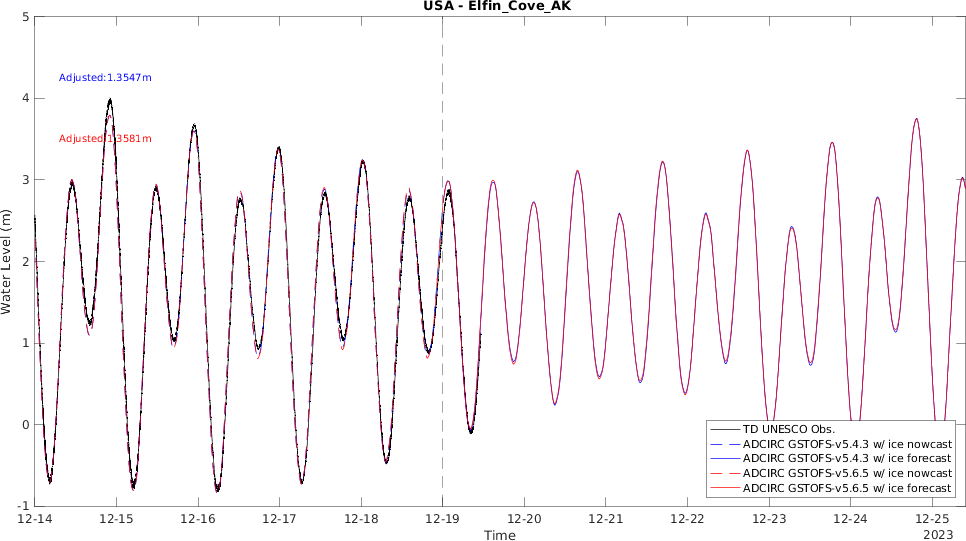 USA - Elfin_Cove_AK
5
4
3
2
1
0
-1
Water Level (m)
Adjusted:1.3547m
Adjusted:1.3581m
TD UNESCO Obs.
ADCIRC GSTOFS-v5.4.3 w/ ice nowcast
ADCIRC GSTOFS-v5.4.3 w/ ice forecast
ADCIRC GSTOFS-v5.6.5 w/ ice nowcast
ADCIRC GSTOFS-v5.6.5 w/ ice forecast
12-14 12-15 12-16 12-17 12-18 12-19 12-20 12-21 12-22 12-23 12-24 12-25
Time
2023